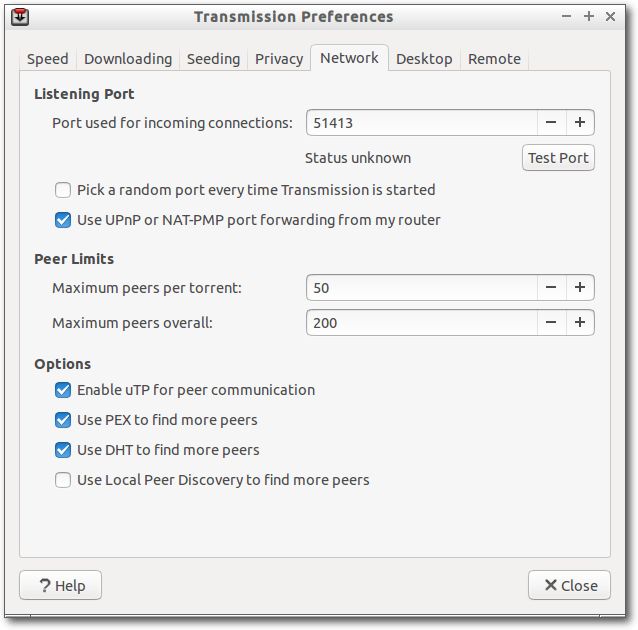 Transmission Preferences
Speed Downloading Seeding Privacy Network Desktop Remote
Listening Port
Port used for incoming connections: 51413
Status unknown Test Port
Pick a random port every time Transmission is started
Use UPnP or NAT-PMP port forwarding from my router
Peer Limits
Maximum peers per torrent: 50
Maximum peers overall: 200
Options
Enable uTP for peer communication
Use PEX to find more peers
Use DHT to find more peers
Use Local Peer Discovery to find more peers
? Help Close